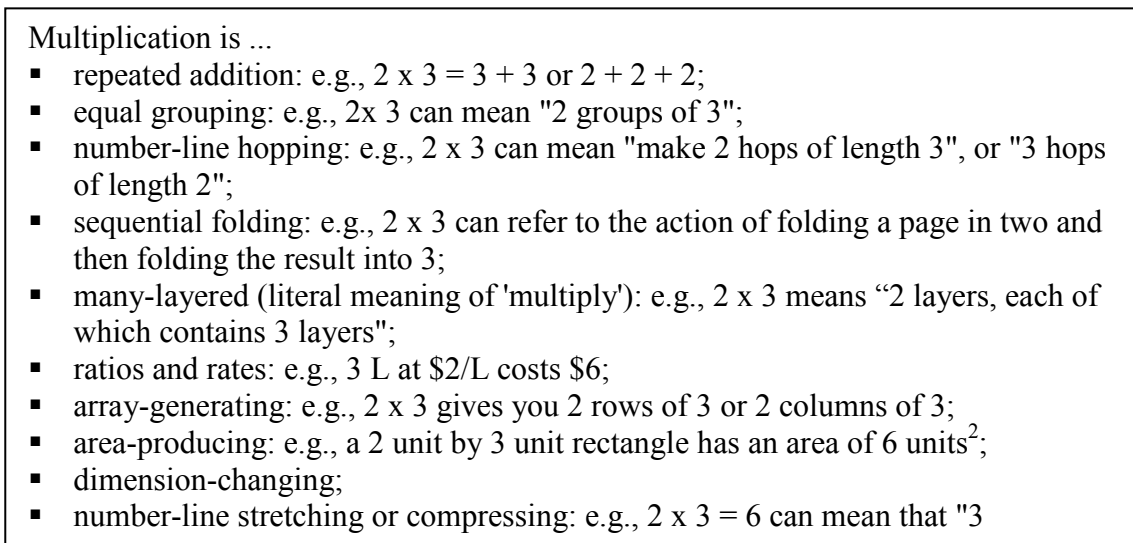 Multiplication is ...
▪ repeated addition: e.g., 2 x 3 = 3 + 3 or 2 + 2 + 2;
▪ equal grouping: e.g., 2x 3 can mean "2 groups of 3";
▪ number-line hopping: e.g., 2 x 3 can mean "make 2 hops of length 3", or "3 hops
of length 2";
▪ sequential folding: e.g., 2 x 3 can refer to the action of folding a page in two and
then folding the result into 3;
▪ many-layered (literal meaning of 'multiply'): e.g., 2 x 3 means “2 layers, each of
which contains 3 layers";
▪ ratios and rates: e.g., 3 L at $2/L costs $6;
▪ array-generating: e.g., 2 x 3 gives you 2 rows of 3 or 2 columns of 3;
▪ area-producing: e.g., a 2 unit by 3 unit rectangle has an area of 6 units²;
▪ dimension-changing;
▪ number-line stretching or compressing: e.g., 2 x 3 = 6 can mean that "3